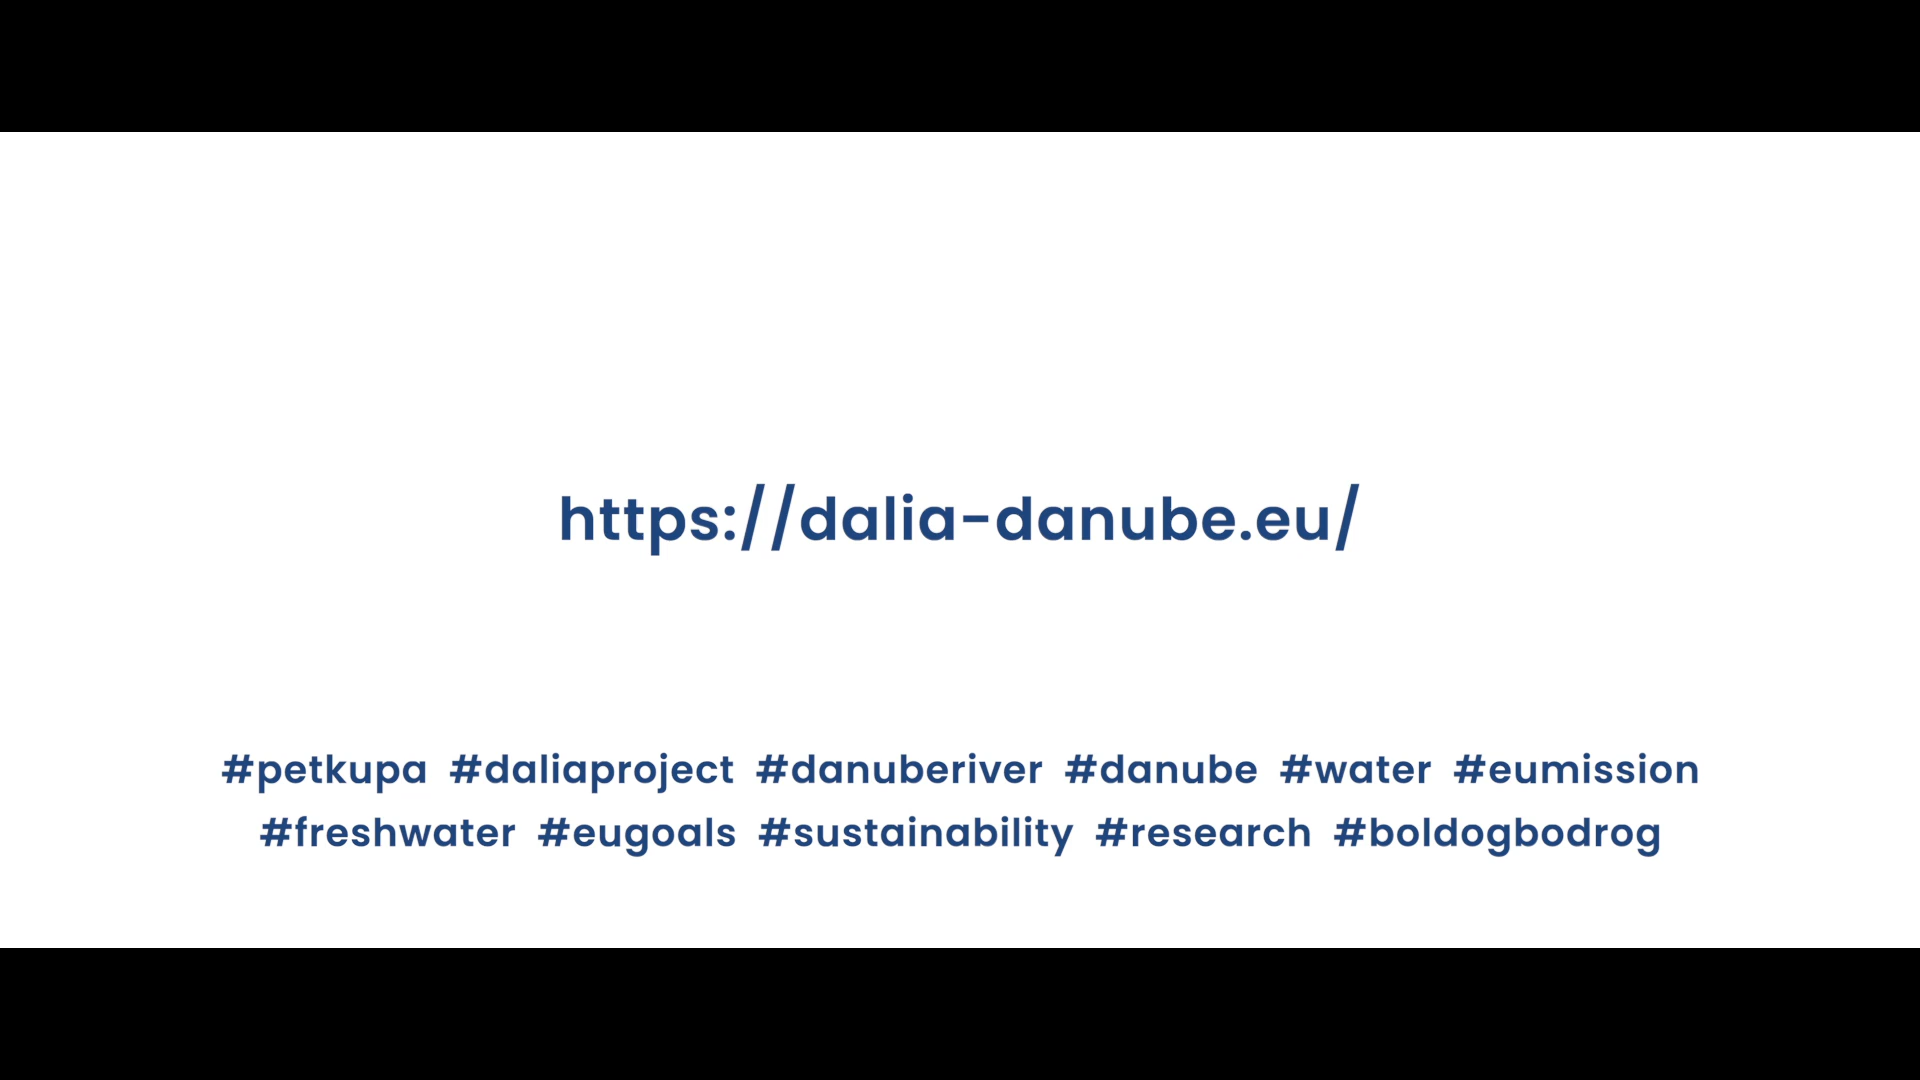 https://dalia-danube.eu/
#petkupa #daliaproject #danuberiver #danube #water #eumission
#freshwater #eugoals #sustainability #research #boldogbodrog